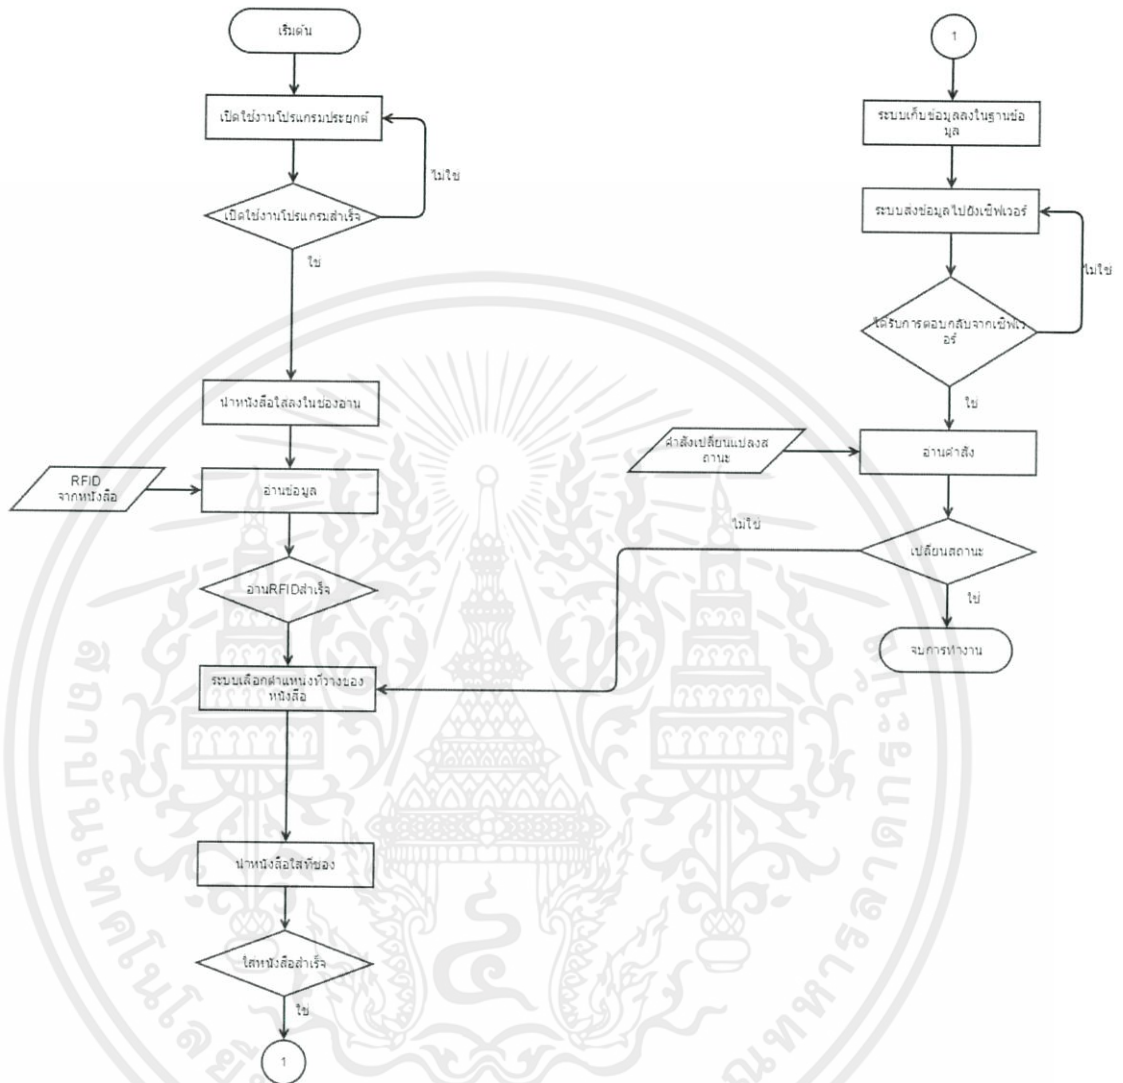 เริ่มต้น
เปิดใช้งานโปรแกรมประยุกต์
ไม่ใช่
เปิดใช้งานโปรแกรมสำเร็จ
ใช่
นำหนังสือใส่ลงในช่องอ่าน
RFID
จากหนังสือ
อ่านข้อมูล
อ่านRFIDสำเร็จ
ระบบเลือกตำแหน่งที่วางของ
หนังสือ
นำหนังสือใส่ที่ช่อง
ใส่หนังสือสำเร็จ
ใช่
1
1
ระบบเก็บข้อมูลลงในฐานข้อ
มูล
ระบบส่งข้อมูลไปยังเซิฟเวอร์
ไม่ใช่
ได้รับการตอบกลับจากเซิฟเว
อร์
ใช่
คำสั่งเปลี่ยนแปลงส
ถานะ
อ่านคำสั่ง
ไม่ใช่
เปลี่ยนสถานะ
ใช่
จบการทำงาน